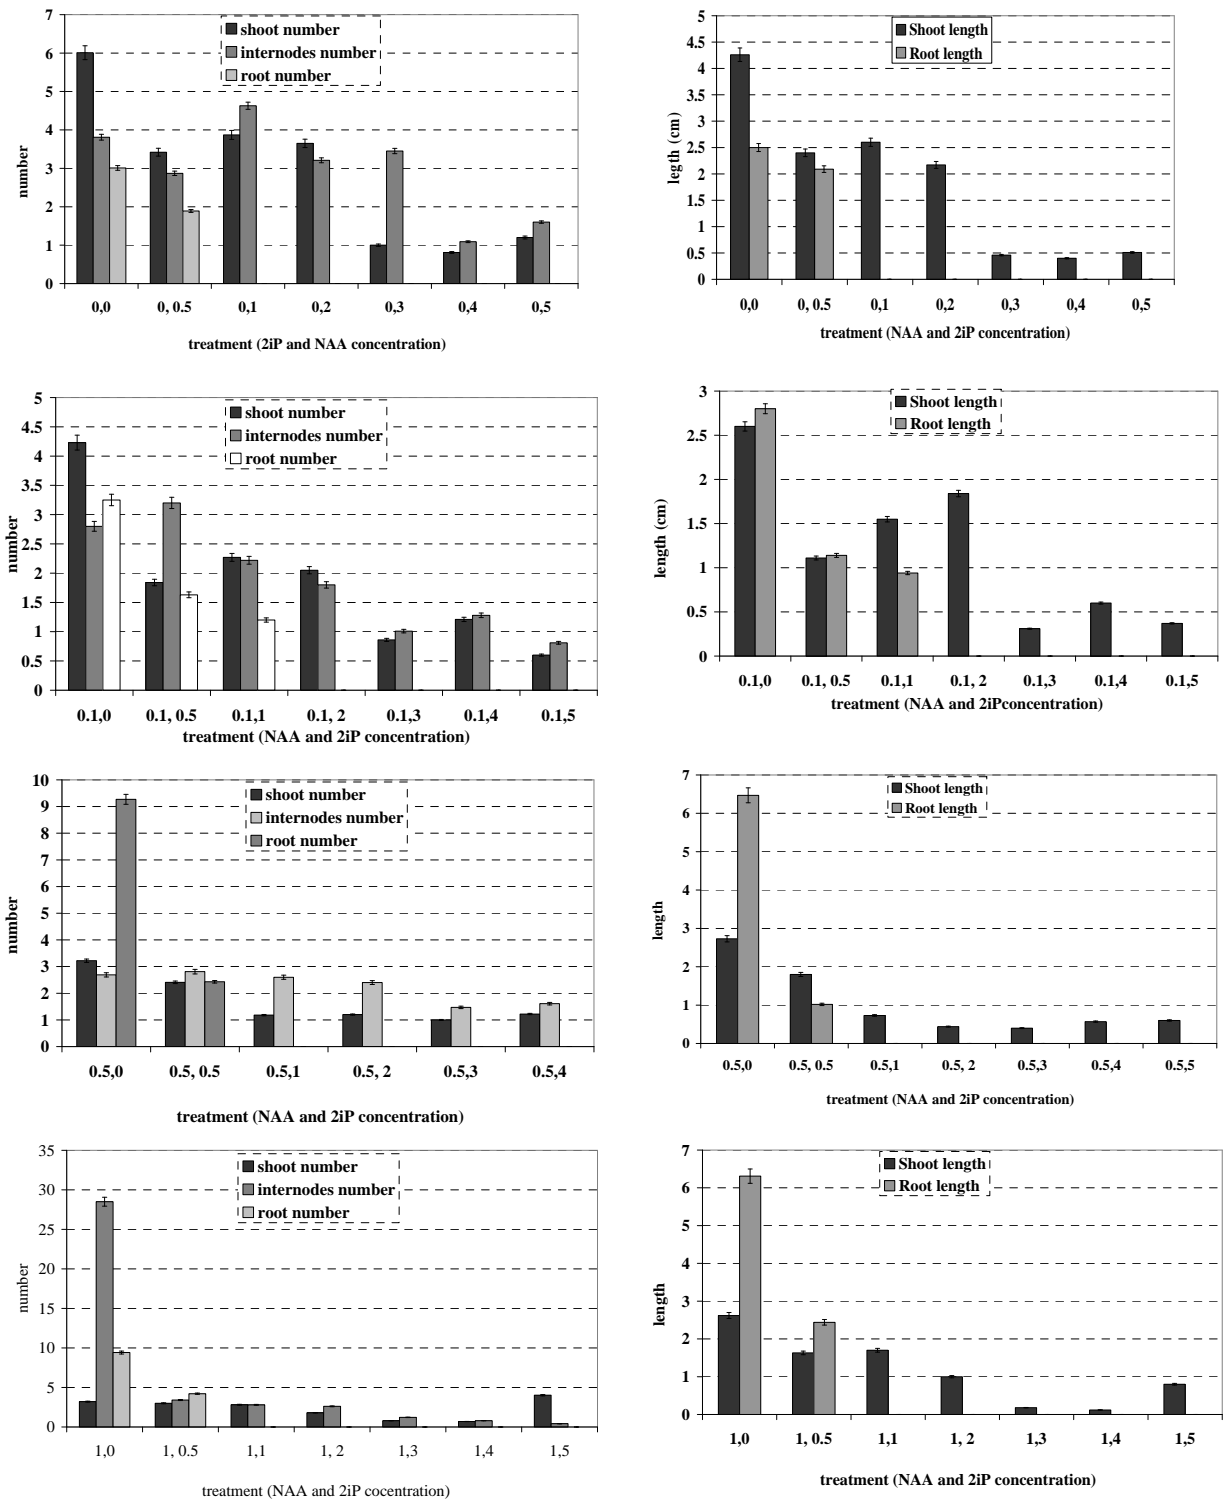 7
6
5
4
3
2
1
0
number
shoot number
internodes number
root number
0,0 0, 0.5 0,1 0,2 0,3 0,4 0,5
treatment (2iP and NAA concentration)
5
4.5
4
3.5
3
2.5
2
1.5
1
0.5
0
legth (cm)
Shoot length
Root length
0,0 0, 0.5 0,1 0,2 0,3 0,4 0,5
treatment (NAA and 2iP concentration)
5
4.5
4
3.5
3
2.5
2
1.5
1
0.5
0
number
shoot number
internodes number
root number
0.1,0 0.1, 0.5 0.1,1 0.1, 2 0.1,3 0.1,4 0.1,5
treatment (NAA and 2iP concentration)
3
2.5
2
1.5
1
0.5
0
length (cm)
Shoot length
Root length
0.1,0 0.1, 0.5 0.1,1 0.1, 2 0.1,3 0.1,4 0.1,5
treatment (NAA and 2iPconcentration)
10
9
8
7
6
5
4
3
2
1
0
number
shoot number
internodes number
root number
0.5,0 0.5, 0.5 0.5,1 0.5, 2 0.5,3 0.5,4
treatment (NAA and 2iP concentration)
7
6
5
4
3
2
1
0
length
Shoot length
Root length
0.5,0 0.5, 0.5 0.5,1 0.5, 2 0.5,3 0.5,4 0.5,5
treatment (NAA and 2iP concentration)
35
30
25
20
15
10
5
0
number
shoot number
internodes number
root number
1,0 1, 0.5 1,1 1, 2 1,3 1,4 1,5
treatment (NAA and 2iP cocentration)
7
6
5
4
3
2
1
0
length
Shoot length
Root length
1,0 1, 0.5 1,1 1, 2 1,3 1,4 1,5
treatment (NAA and 2iP concentration)